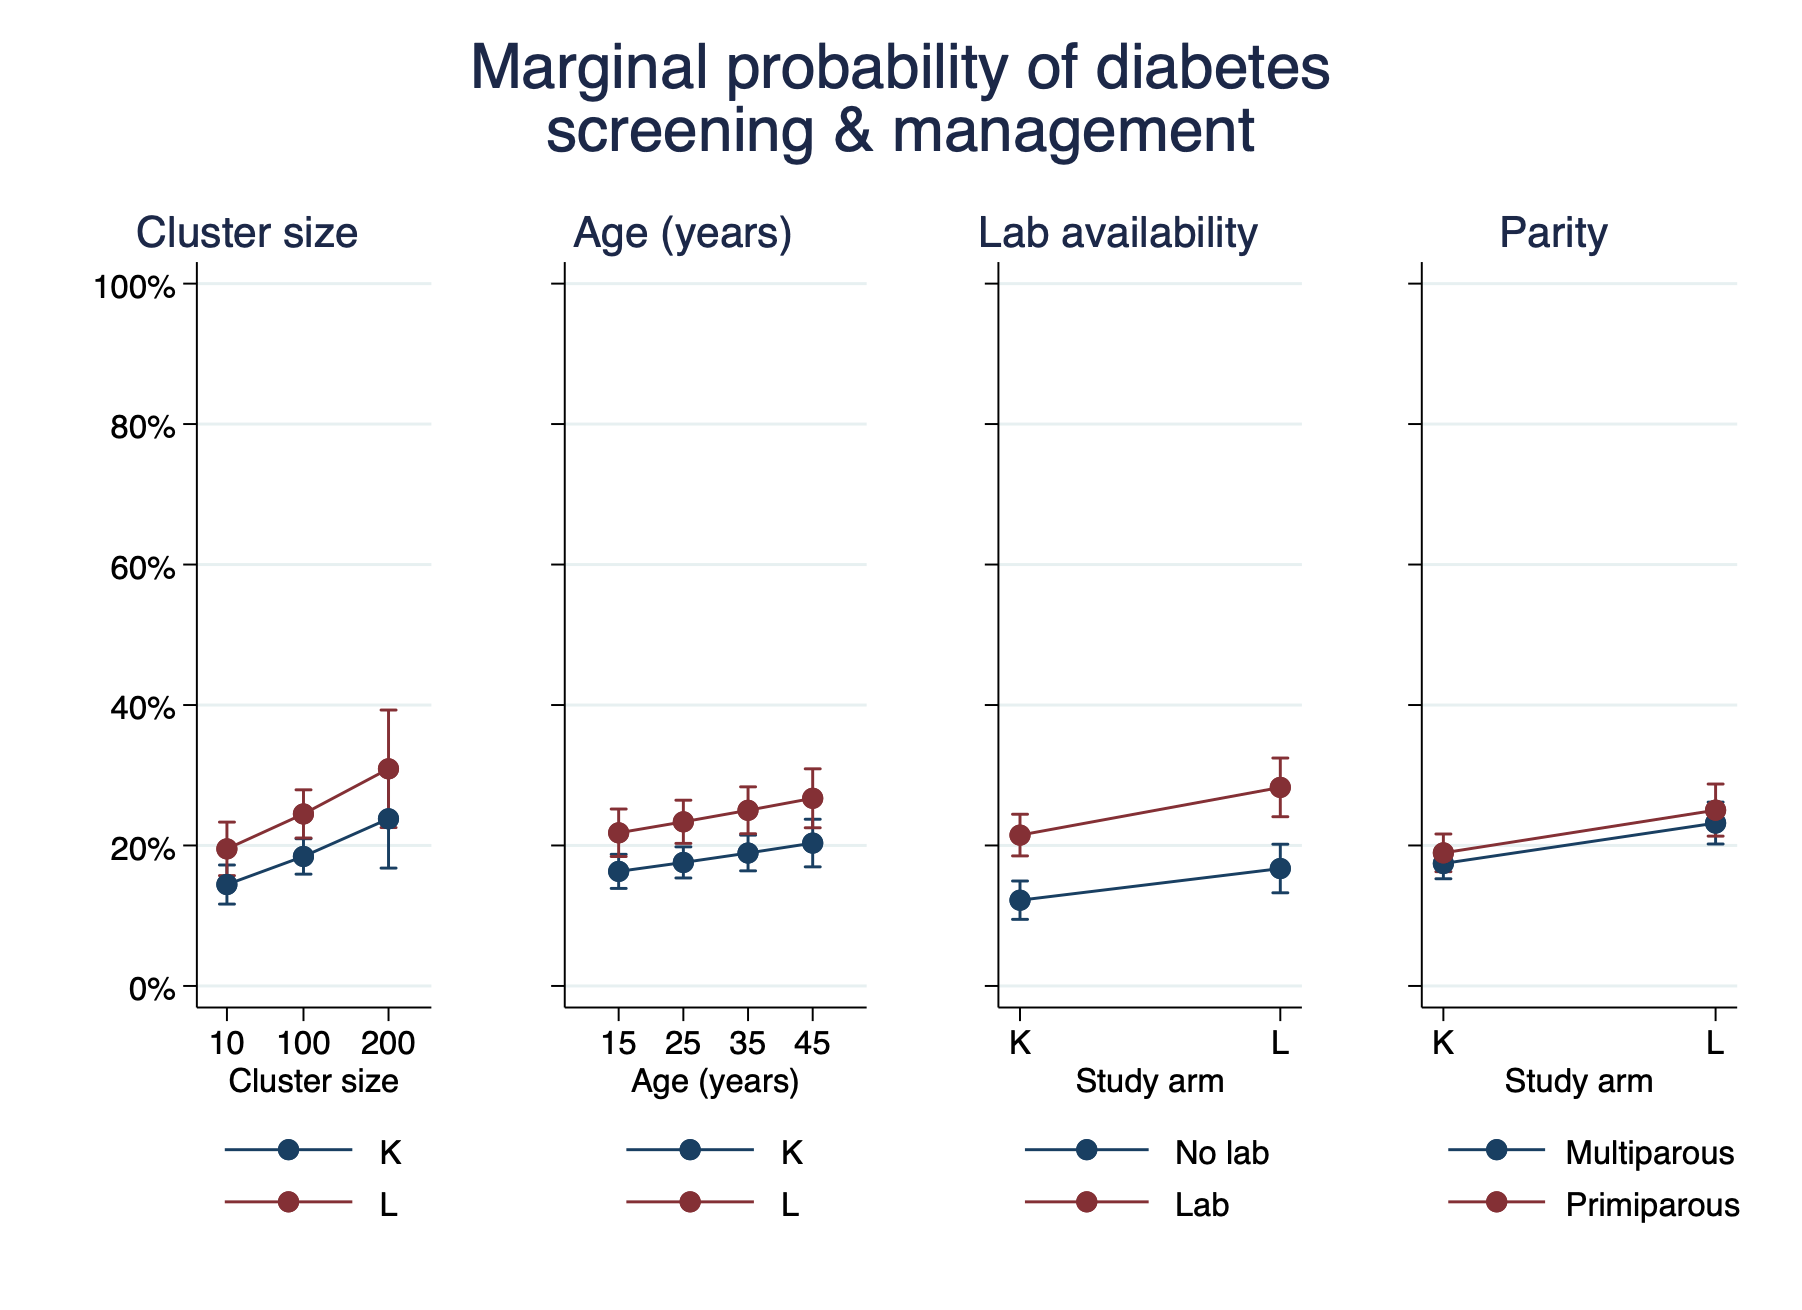 Marginal probability of diabetes
screening & management
Cluster size
100%
80%
60%
40%
20%
0%
10 100 200
Cluster size
K
L
Age (years)
15 25 35 45
Age (years)
K
L
Lab availability
K L
Study arm
No lab
Lab
Parity
K L
Study arm
Multiparous
Primiparous